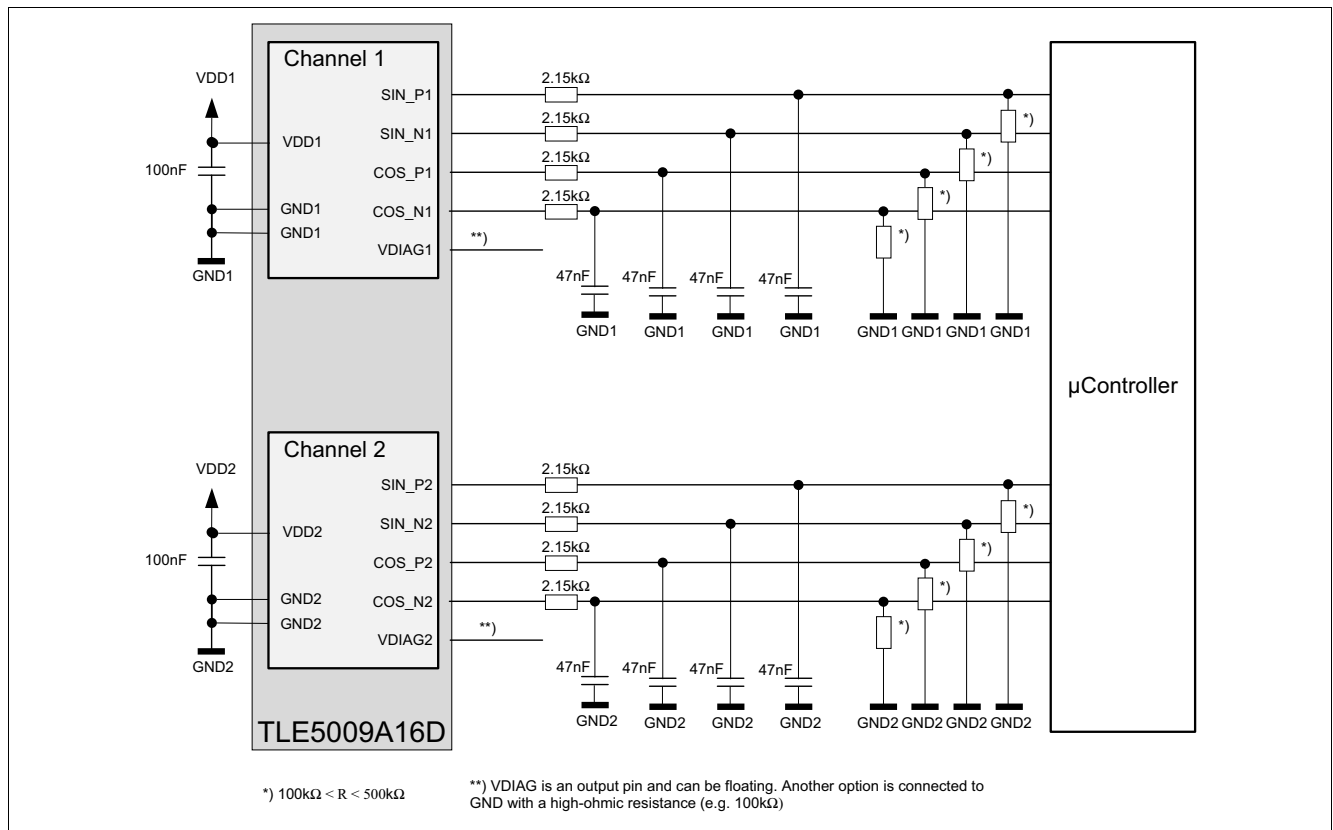 Channel 1
VDD1
2.15kΩ
SIN_P1
2.15kΩ
*)
SIN_N1
VDD1
2.15kΩ
*)
100nF
COS_P1
2.15kΩ
*)
GND1
COS_N1
*)
GND1
VDIAG1
**)
GND1
47nF
47nF
47nF
47nF
GND1
GND1
GND1
GND1
GND1
GND1
GND1
GND1
µController
Channel 2
VDD2
2.15kΩ
SIN_P2
2.15kΩ
*)
SIN_N2
VDD2
2.15kΩ
*)
100nF
COS_P2
2.15kΩ
*)
GND2
COS_N2
*)
GND2
VDIAG2
**)
GND2
47nF
47nF
47nF
47nF
GND2
GND2
GND2
GND2
GND2
GND2
GND2
GND2
TLE5009A16D
*) 100kΩ < R < 500kΩ
**) VDIAG is an output pin and can be floating. Another option is connected to
GND with a high-ohmic resistance (e.g. 100kΩ)